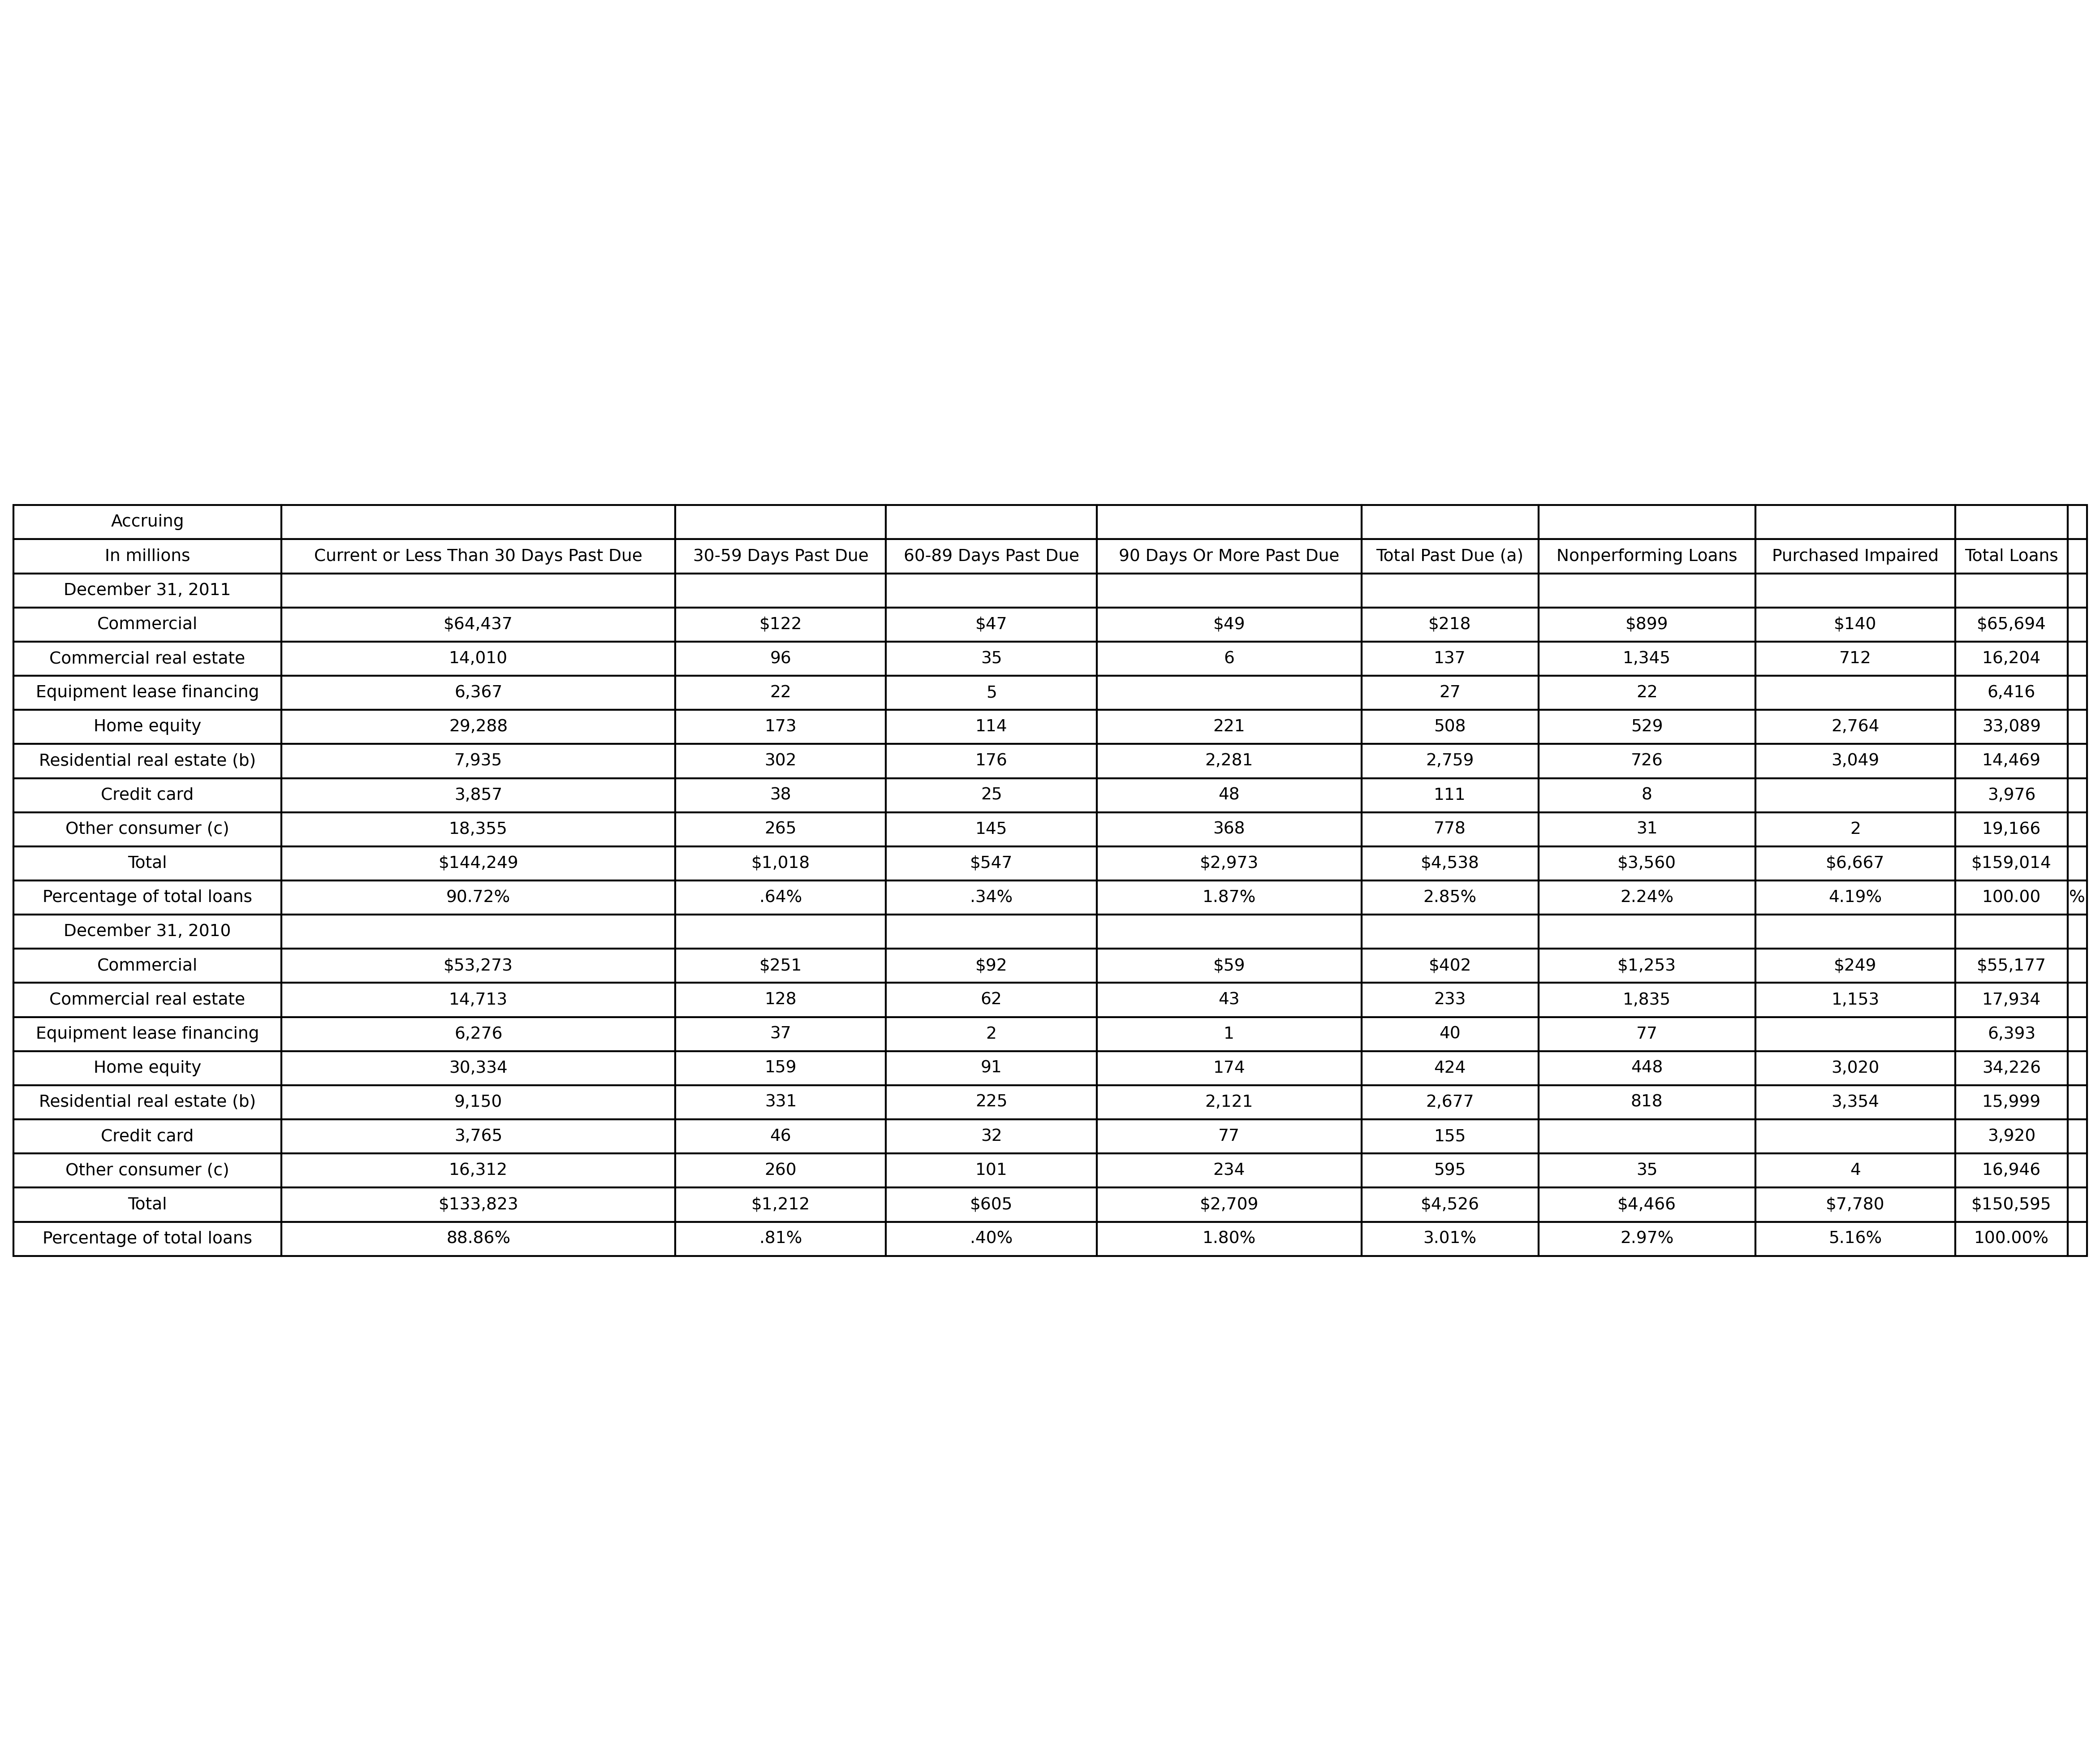 Accruing
In millions Current or Less Than 30 Days Past Due 30-59 Days Past Due 60-89 Days Past Due 90 Days Or More Past Due Total Past Due (a) Nonperforming Loans Purchased Impaired Total Loans
December 31, 2011
Commercial $64,437 $122 $47 $49 $218 $899 $140 $65,694
Commercial real estate 14,010 96 35 6 137 1,345 712 16,204
Equipment lease financing 6,367 22 5 27 22 6,416
Home equity 29,288 173 114 221 508 529 2,764 33,089
Residential real estate (b) 7,935 302 176 2,281 2,759 726 3,049 14,469
Credit card 3,857 38 25 48 111 8 3,976
Other consumer (c) 18,355 265 145 368 778 31 2 19,166
Total $144,249 $1,018 $547 $2,973 $4,538 $3,560 $6,667 $159,014
Percentage of total loans 90.72% .64% .34% 1.87% 2.85% 2.24% 4.19% 100.00 %
December 31, 2010
Commercial $53,273 $251 $92 $59 $402 $1,253 $249 $55,177
Commercial real estate 14,713 128 62 43 233 1,835 1,153 17,934
Equipment lease financing 6,276 37 2 1 40 77 6,393
Home equity 30,334 159 91 174 424 448 3,020 34,226
Residential real estate (b) 9,150 331 225 2,121 2,677 818 3,354 15,999
Credit card 3,765 46 32 77 155 3,920
Other consumer (c) 16,312 260 101 234 595 35 4 16,946
Total $133,823 $1,212 $605 $2,709 $4,526 $4,466 $7,780 $150,595
Percentage of total loans 88.86% .81% .40% 1.80% 3.01% 2.97% 5.16% 100.00%